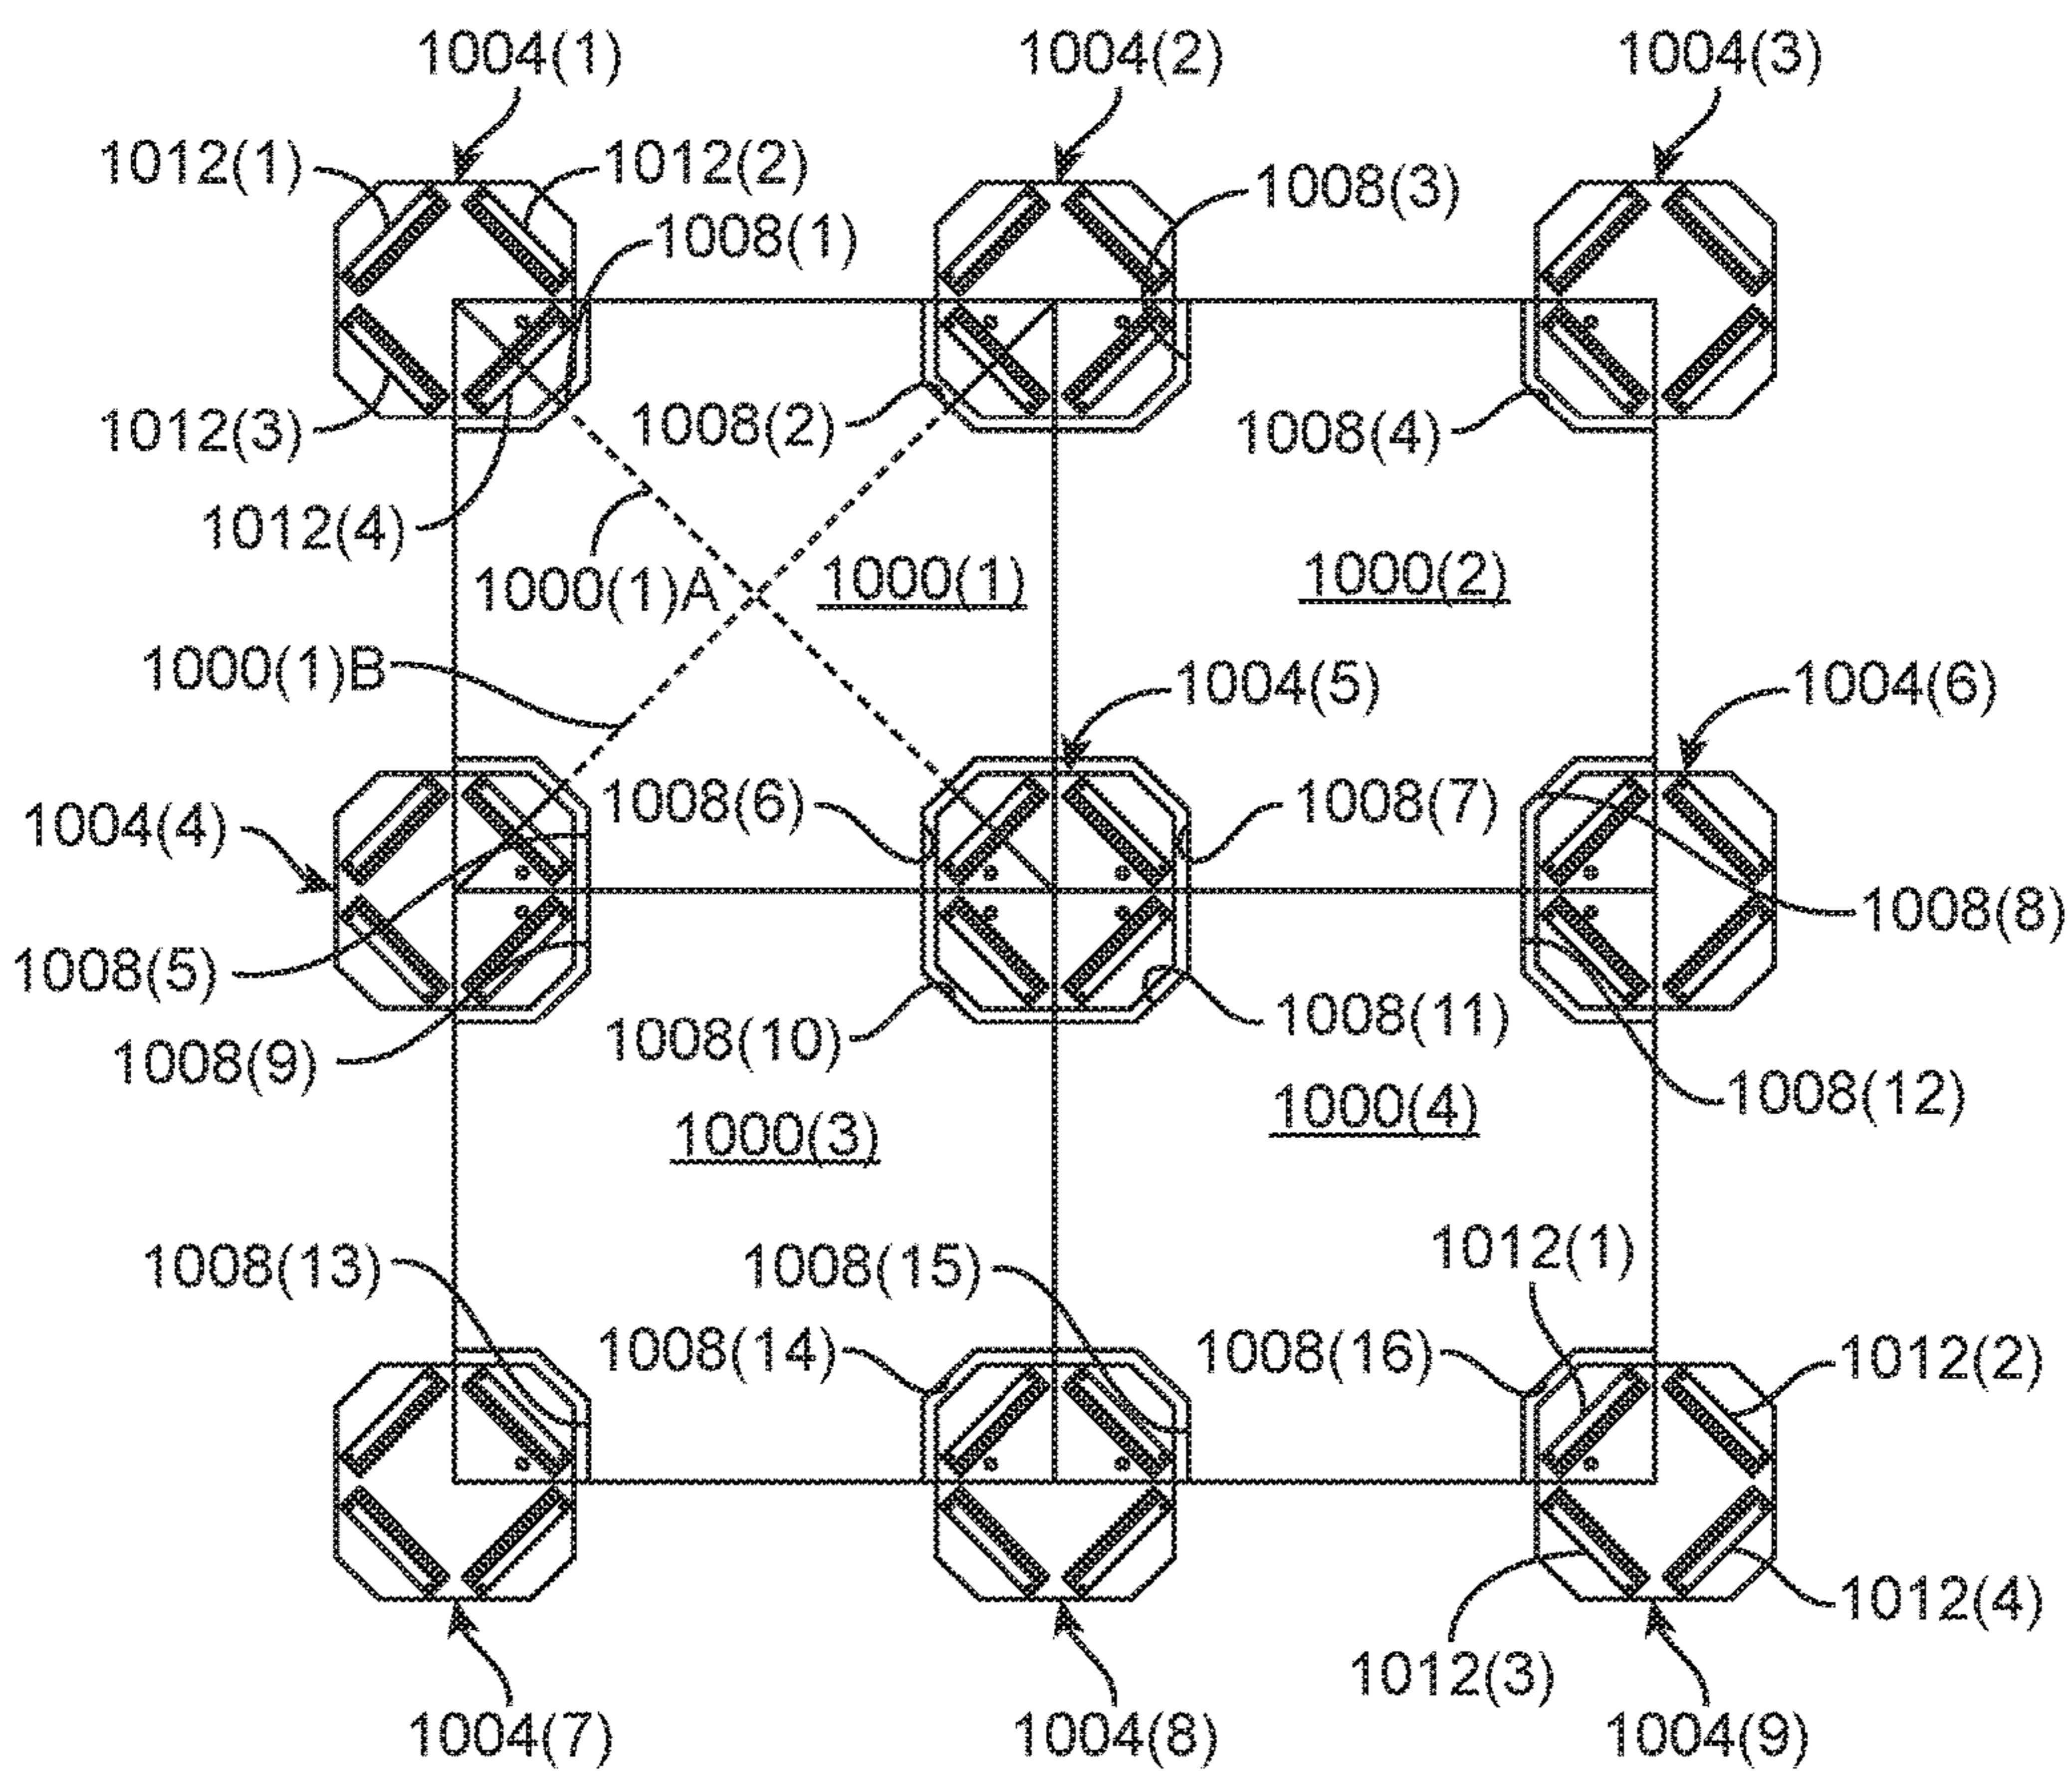 1004(1) 1004(2) 1004(3)
1012(1) 1012(2) 1008(3)
1008(1)
1012(3) 1008(2) 1008(4)
1012(4)
1000(1)A 1000(1) 1000(2)
1000(1)B 1004(5) 1004(6)
1004(4) 1008(6) 1008(7)
1008(8)
1008(5)
1008(9) 1008(10) 1008(11)
1008(12)
1000(3) 1000(4)
1008(13) 1008(15) 1012(1)
1008(14) 1008(16) 1012(2)
1012(4)
1012(3)
1004(7) 1004(8) 1004(9)